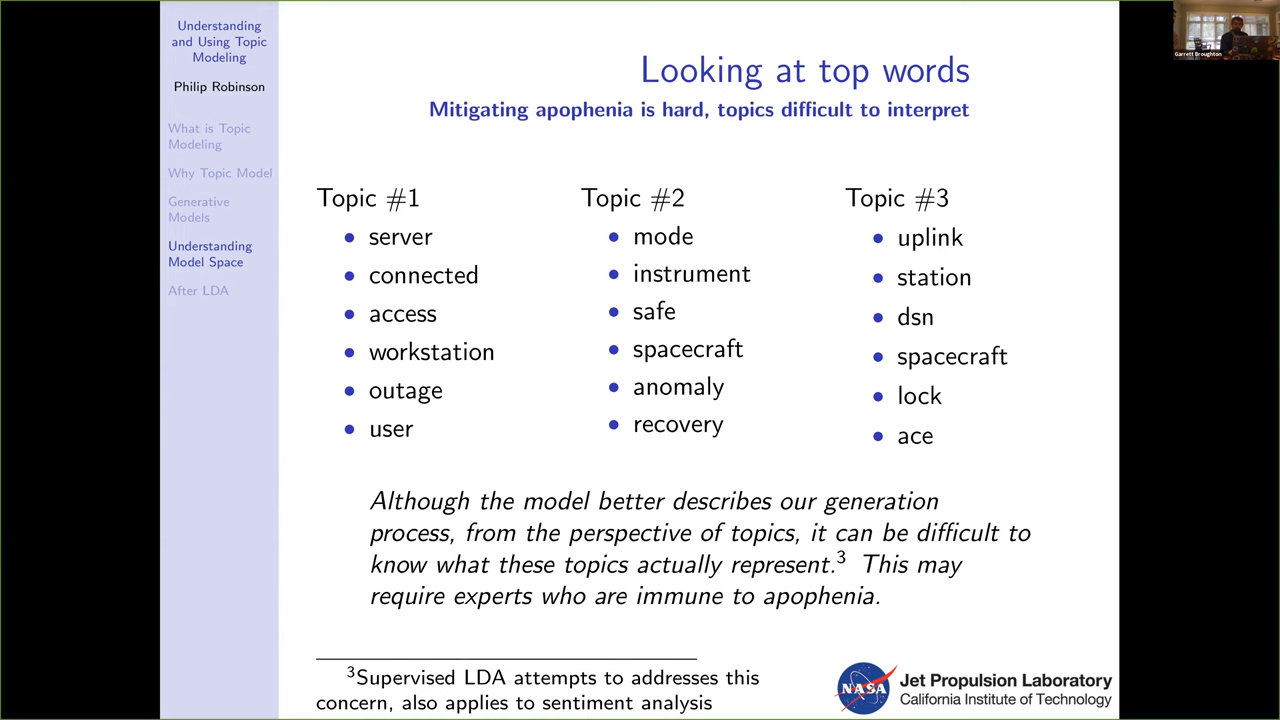 Understanding
and Using Topic
Modeling
Philip Robinson
What is Topic
Modeling
Why Topic Model
Generative
Models
Understanding
Model Space
After LDA
Looking at top words
Mitigating apophenia is hard, topics difficult to interpret
Topic #1
• server
• connected
• access
• workstation
• outage
• user
Topic #2
• mode
• instrument
• safe
• spacecraft
• anomaly
• recovery
Topic #3
• uplink
• station
• dsn
• spacecraft
• lock
• ace
Although the model better describes our generation
process, from the perspective of topics, it can be difficult to
know what these topics actually represent.³ This may
require experts who are immune to apophenia.
³Supervised LDA attempts to addresses this
concern, also applies to sentiment analysis
NASA
Jet Propulsion Laboratory
California Institute of Technology
Garrett Broughton